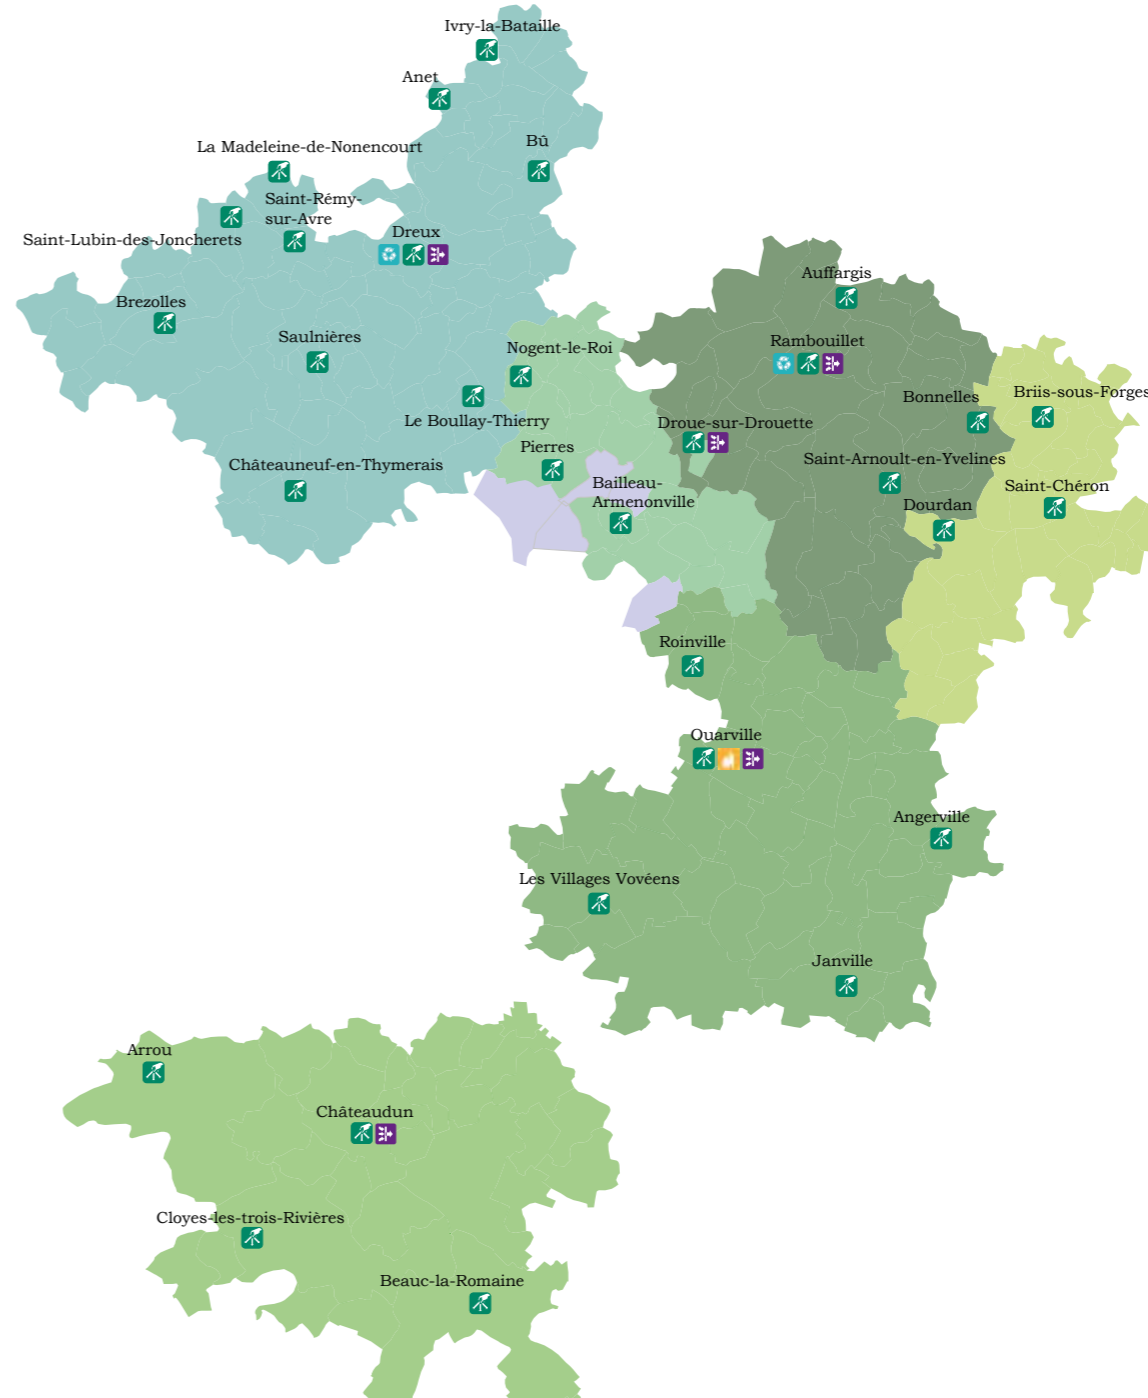 Ivry-la-Bataille
Anet
Bû
La Madeleine-de-Nonencourt
Saint-Rémy-
sur-Avre
Saint-Lubin-des-Joncherets
Dreux
Brezolles
Saulnières
Nogent-le-Roi
Le Boullay-Thierry
Pierres
Châteauneuf-en-Thymerais
Bailleau-
Armenonville
Auffargis
Rambouillet
Bonnelles
Briis-sous-Forges
Droue-sur-Drouette
Saint-Arnoult-en-Yvelines
Saint-Chéron
Dourdan
Roinville
Ouarville
Angerville
Les Villages Vovéens
Janville
Arrou
Châteaudun
Cloyes-les-trois-Rivières
Beauc-la-Romaine